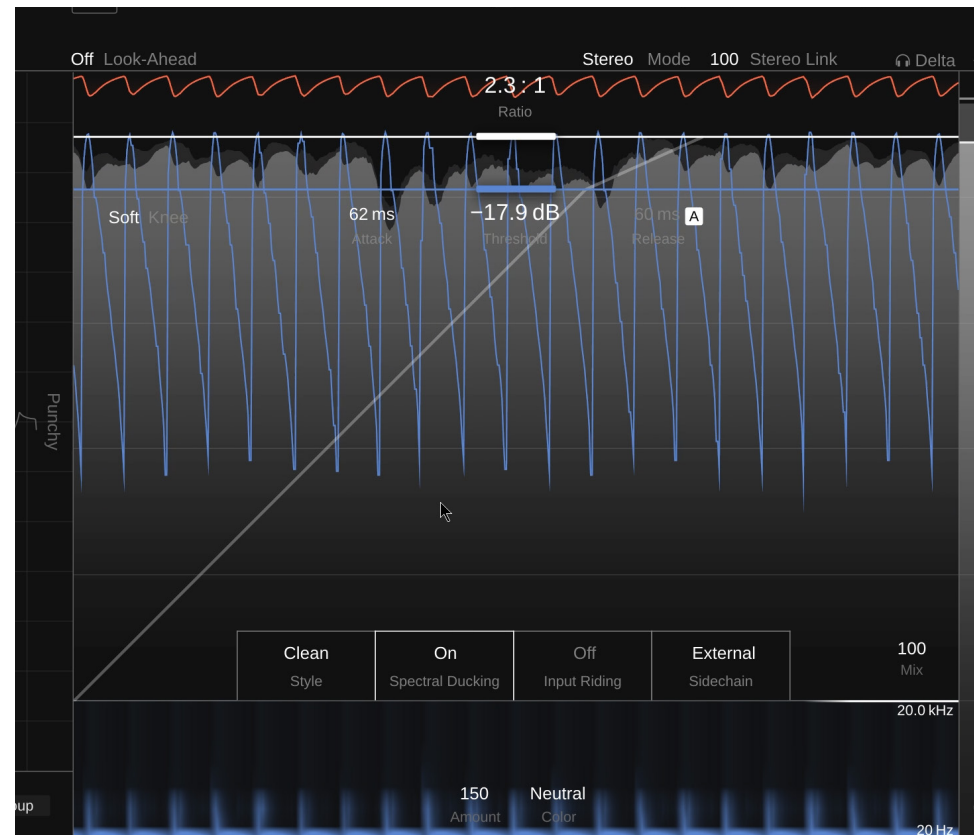 Off Look-Ahead Stereo Mode 100 Stereo Link Delta
2.3 : 1
Ratio
Soft Knee 62 ms −17.9 dB 60 ms A
Attack Threshold Release
Punchy
Clean On Off External 100
Style Spectral Ducking Input Riding Sidechain Mix
20.0 kHz
150 Neutral
Amount Color
20 Hz